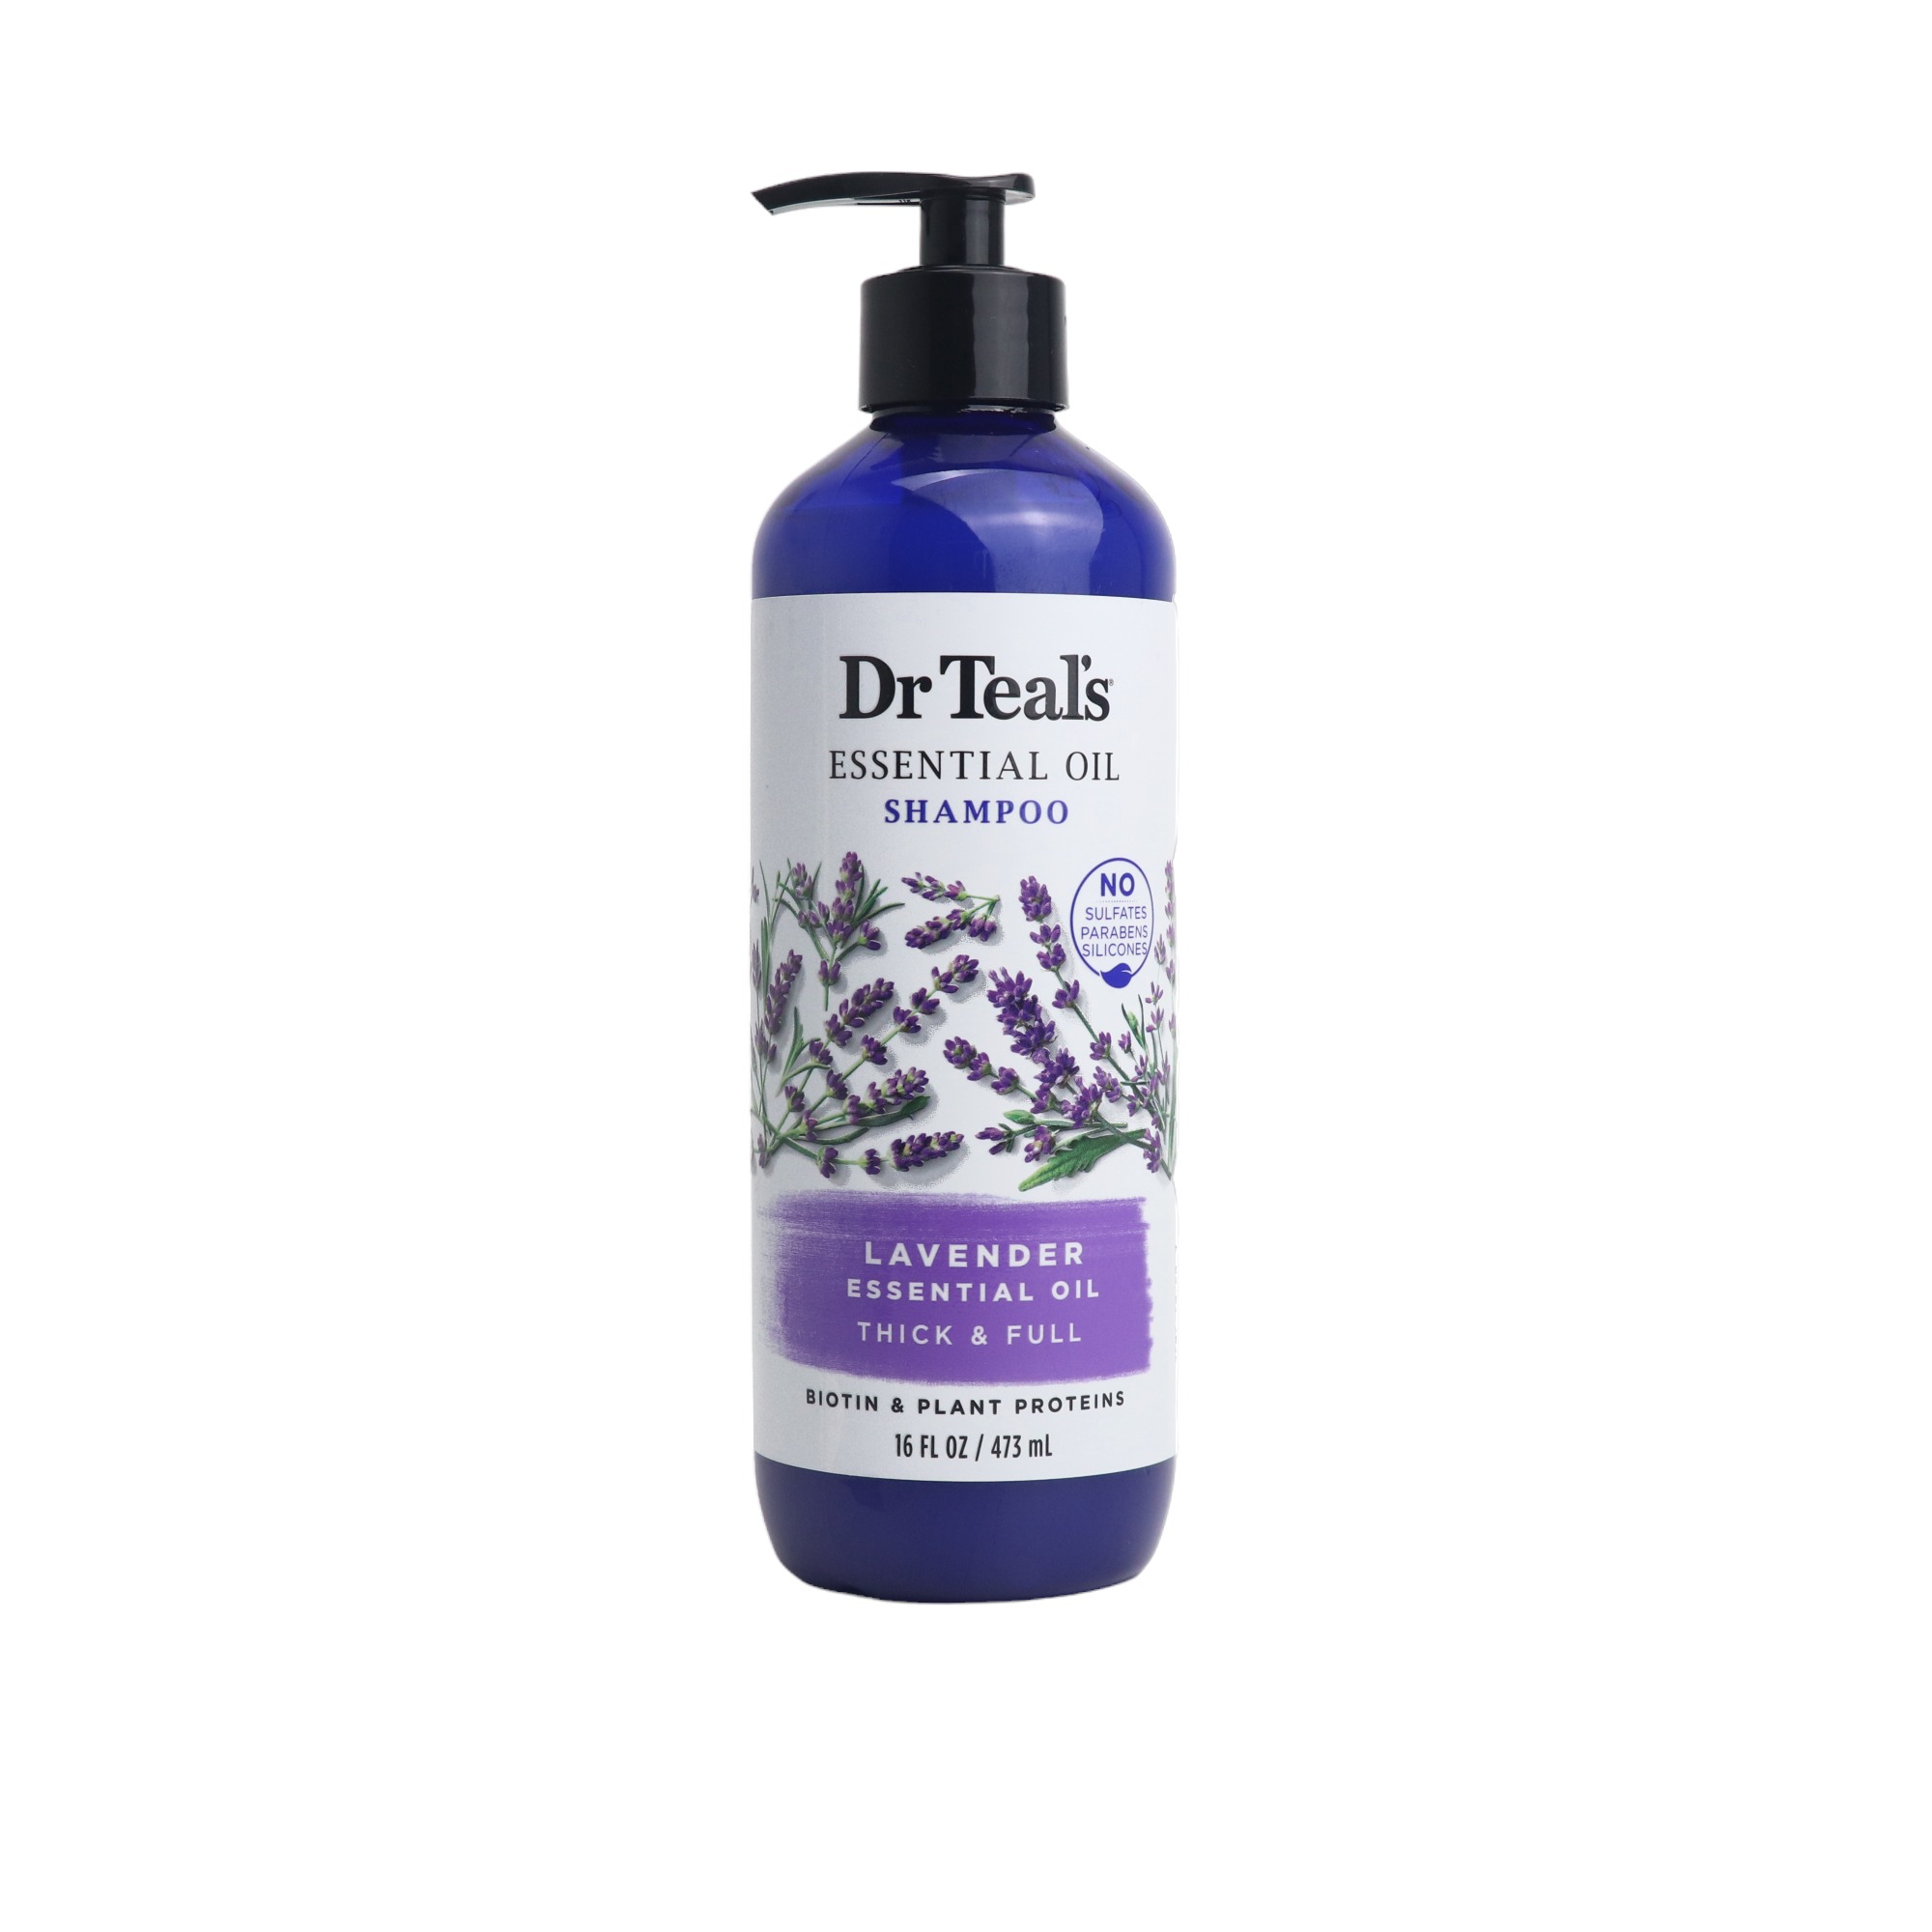 Dr Teal's®
ESSENTIAL OIL
SHAMPOO
NO
SULFATES
PARABENS
SILICONES
LAVENDER
ESSENTIAL OIL
THICK & FULL
BIOTIN & PLANT PROTEINS
16 FL OZ / 473 mL